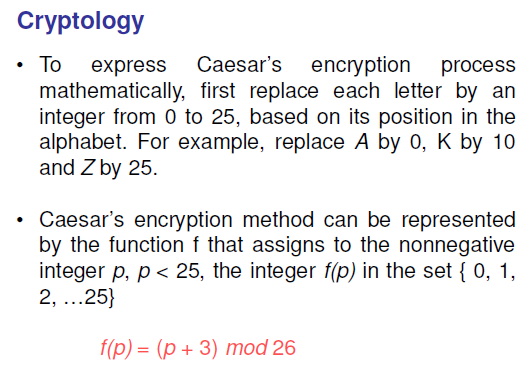 Cryptology
• To express Caesar's encryption process
mathematically, first replace each letter by an
integer from 0 to 25, based on its position in the
alphabet. For example, replace A by 0, K by 10
and Z by 25.
• Caesar's encryption method can be represented
by the function f that assigns to the nonnegative
integer p, p < 25, the integer f(p) in the set { 0, 1,
2, …25}
f(p) = (p + 3) mod 26